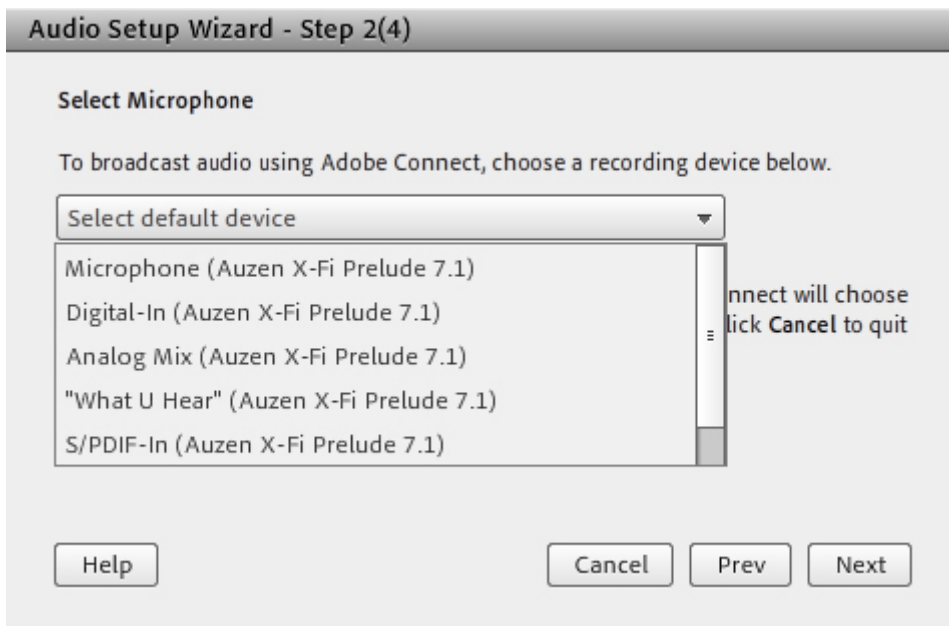 Audio Setup Wizard - Step 2(4)
Select Microphone
To broadcast audio using Adobe Connect, choose a recording device below.
Select default device
Microphone (Auzen X-Fi Prelude 7.1)
Digital-In (Auzen X-Fi Prelude 7.1)
nnect will choose
Analog Mix (Auzen X-Fi Prelude 7.1)
lick Cancel to quit
"What U Hear" (Auzen X-Fi Prelude 7.1)
S/PDIF-In (Auzen X-Fi Prelude 7.1)
Help
Cancel
Prev
Next